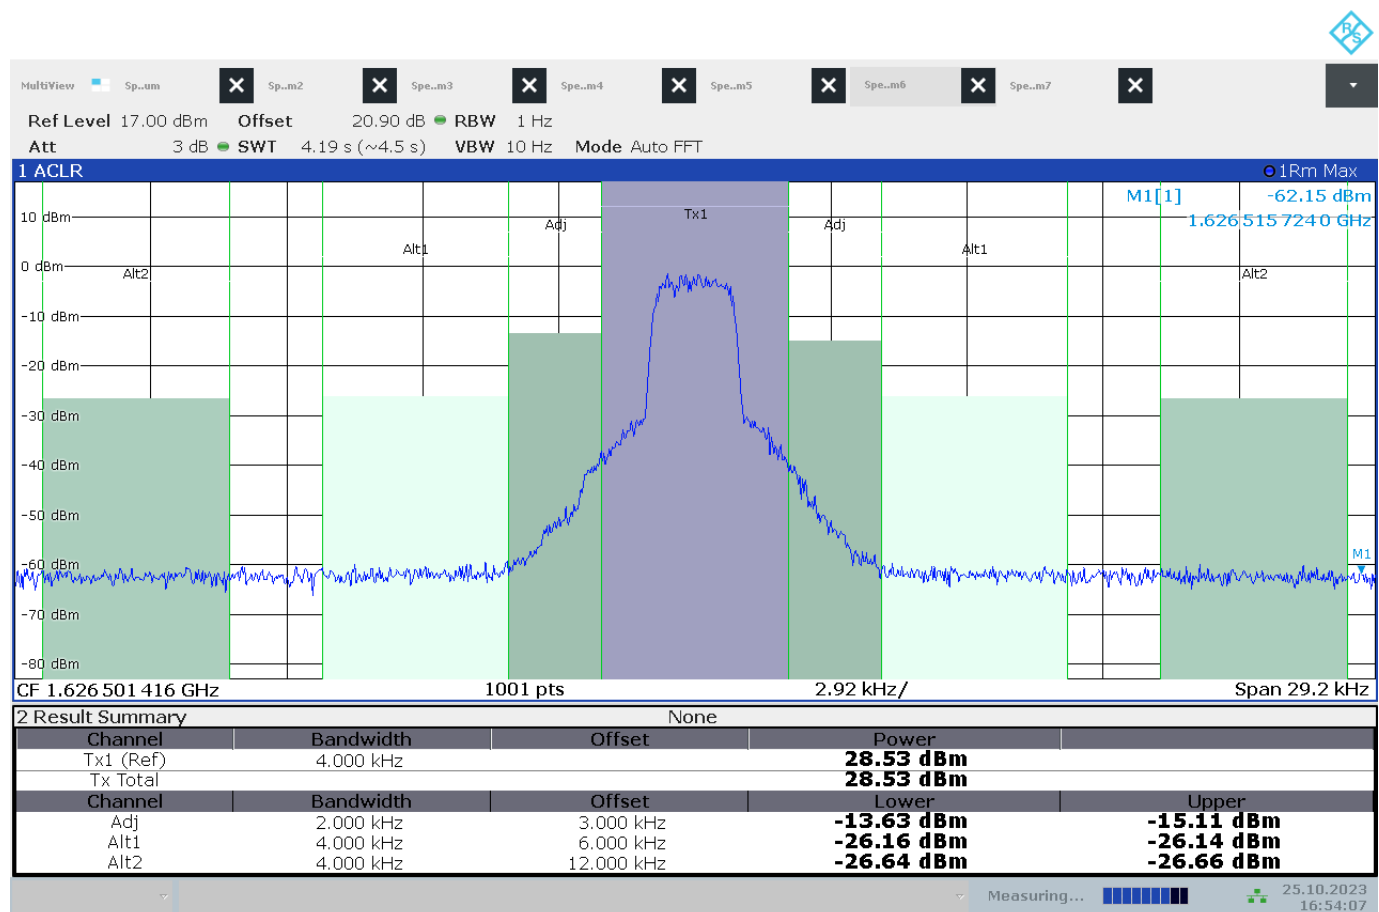 R&S
MultiView Sp..um Sp..m2 Spe..m3 Spe..m4 Spe..m5 Spe..m6 Spe..m7
Ref Level 17.00 dBm Offset 20.90 dB RBW 1 Hz
Att 3 dB SWT 4.19 s (~4.5 s) VBW 10 Hz Mode Auto FFT
1 ACLR 1Rm Max
M1[1] -62.15 dBm
1.626 515 724 0 GHz
10 dBm
Adj Tx1 Adj
Alt1 Alt1
0 dBm
Alt2 Alt2
-10 dBm
-20 dBm
-30 dBm
-40 dBm
-50 dBm
M1
-60 dBm
-70 dBm
-80 dBm
CF 1.626 501 416 GHz 1001 pts 2.92 kHz/ Span 29.2 kHz
2 Result Summary None
Channel Bandwidth Offset Power
Tx1 (Ref) 4.000 kHz 28.53 dBm
Tx Total 28.53 dBm
Channel Bandwidth Offset Lower Upper
Adj 2.000 kHz 3.000 kHz -13.63 dBm -15.11 dBm
Alt1 4.000 kHz 6.000 kHz -26.16 dBm -26.14 dBm
Alt2 4.000 kHz 12.000 kHz -26.64 dBm -26.66 dBm
Measuring... 25.10.2023
16:54:07